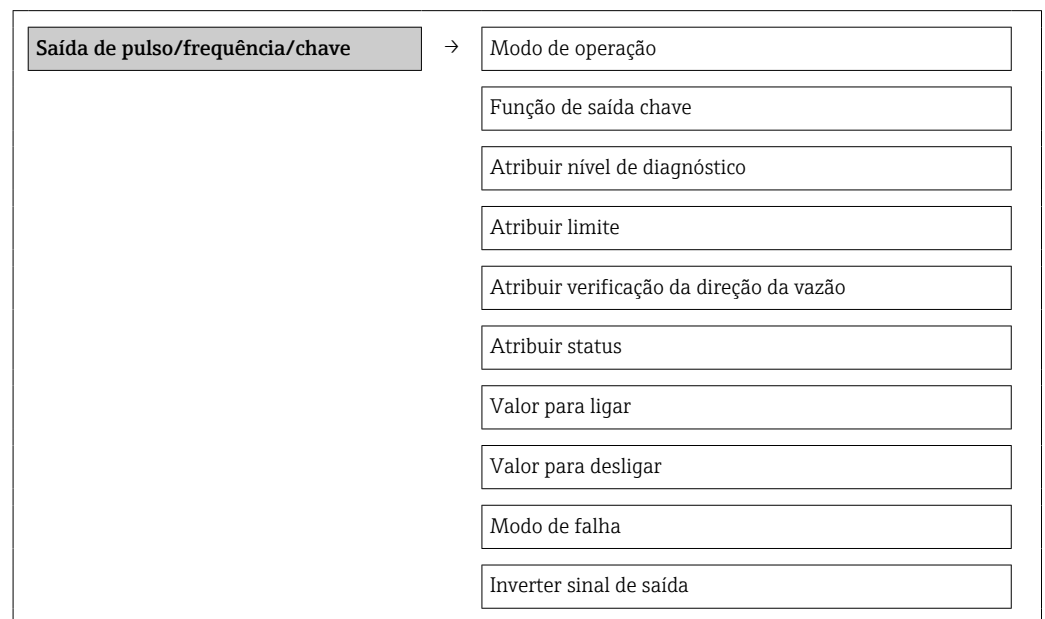 Saída de pulso/frequência/chave → Modo de operação
Função de saída chave
Atribuir nível de diagnóstico
Atribuir limite
Atribuir verificação da direção da vazão
Atribuir status
Valor para ligar
Valor para desligar
Modo de falha
Inverter sinal de saída